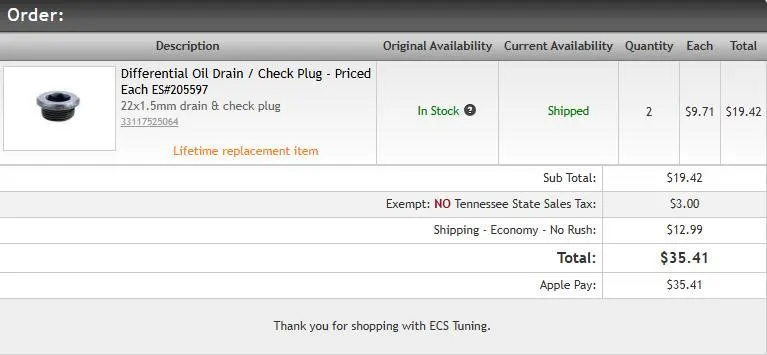 Order:
Description Original Availability Current Availability Quantity Each Total
Differential Oil Drain / Check Plug - Priced
Each ES#205597
22x1.5mm drain & check plug
33117525064
Lifetime replacement item
In Stock ? Shipped 2 $9.71 $19.42
Sub Total: $19.42
Exempt: NO Tennessee State Sales Tax: $3.00
Shipping - Economy - No Rush: $12.99
Total: $35.41
Apple Pay: $35.41
Thank you for shopping with ECS Tuning.